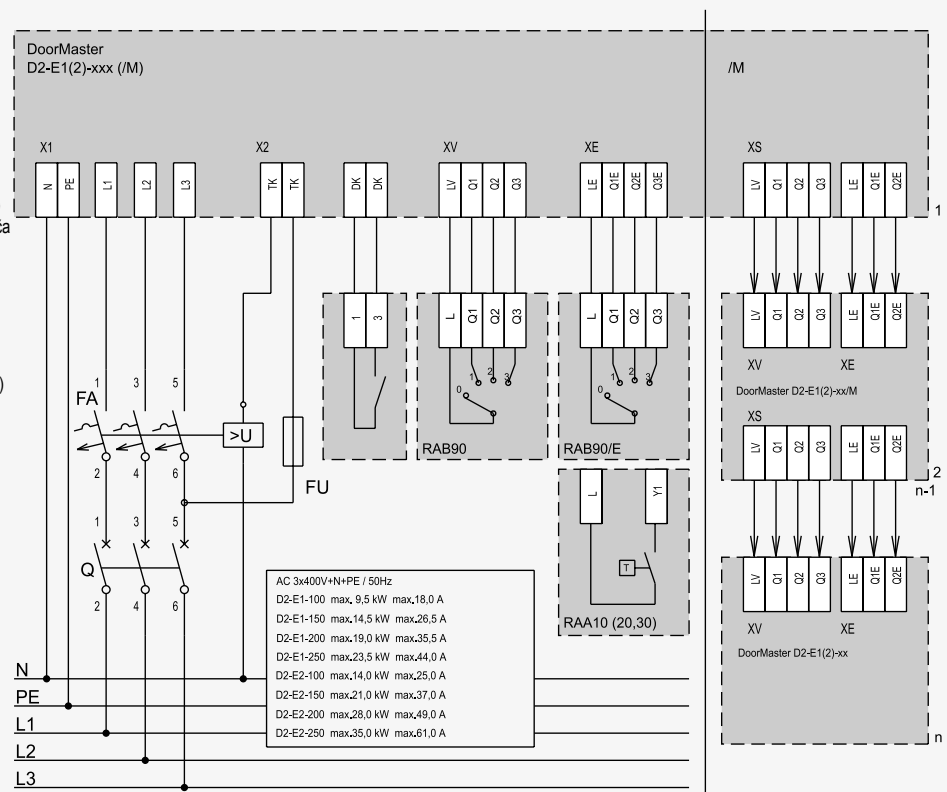 DoorMaster
D2-E1(2)-xxx (/M)
/M
X1
X2
XV
XE
XS
N PE L1 L2 L3
TK TK
DK DK
LV Q1 Q2 Q3
LE Q1E Q2E Q3E
LV Q1 Q2 Q3
LE Q1E Q2E
1
1 3
L Q1 Q2 Q3
0 1 2 3
RAB90
L Q1 Q2 Q3
0 1 2 3
RAB90/E
LV Q1 Q2 Q3
LE Q1E Q2E
XV XE
DoorMaster D2-E1(2)-xx/M
XS
LV Q1 Q2 Q3
LE Q1E Q2E
2
n-1
1 3 5
FA
>U
2 4 6
FU
1 3 5
Q
2 4 6
L Y1
T
RAA10 (20,30)
LV Q1 Q2 Q3
LE Q1E Q2E
XV XE
DoorMaster D2-E1(2)-xx
n
AC 3x400V+N+PE / 50Hz
D2-E1-100 max. 9,5 kW max.18,0 A
D2-E1-150 max.14,5 kW max.26,5 A
D2-E1-200 max.19,0 kW max.35,5 A
D2-E1-250 max.23,5 kW max.44,0 A
D2-E2-100 max.14,0 kW max.25,0 A
D2-E2-150 max.21,0 kW max.37,0 A
D2-E2-200 max.28,0 kW max.49,0 A
D2-E2-250 max.35,0 kW max.61,0 A
N
PE
L1
L2
L3